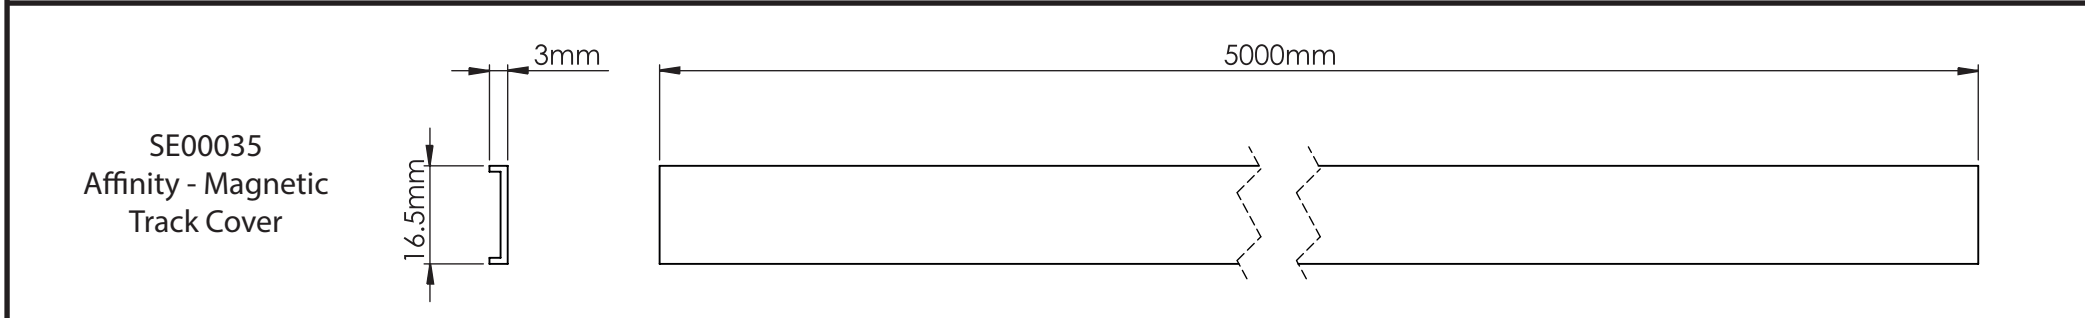 SE00035
Affinity - Magnetic
Track Cover
16.5mm
3mm
5000mm